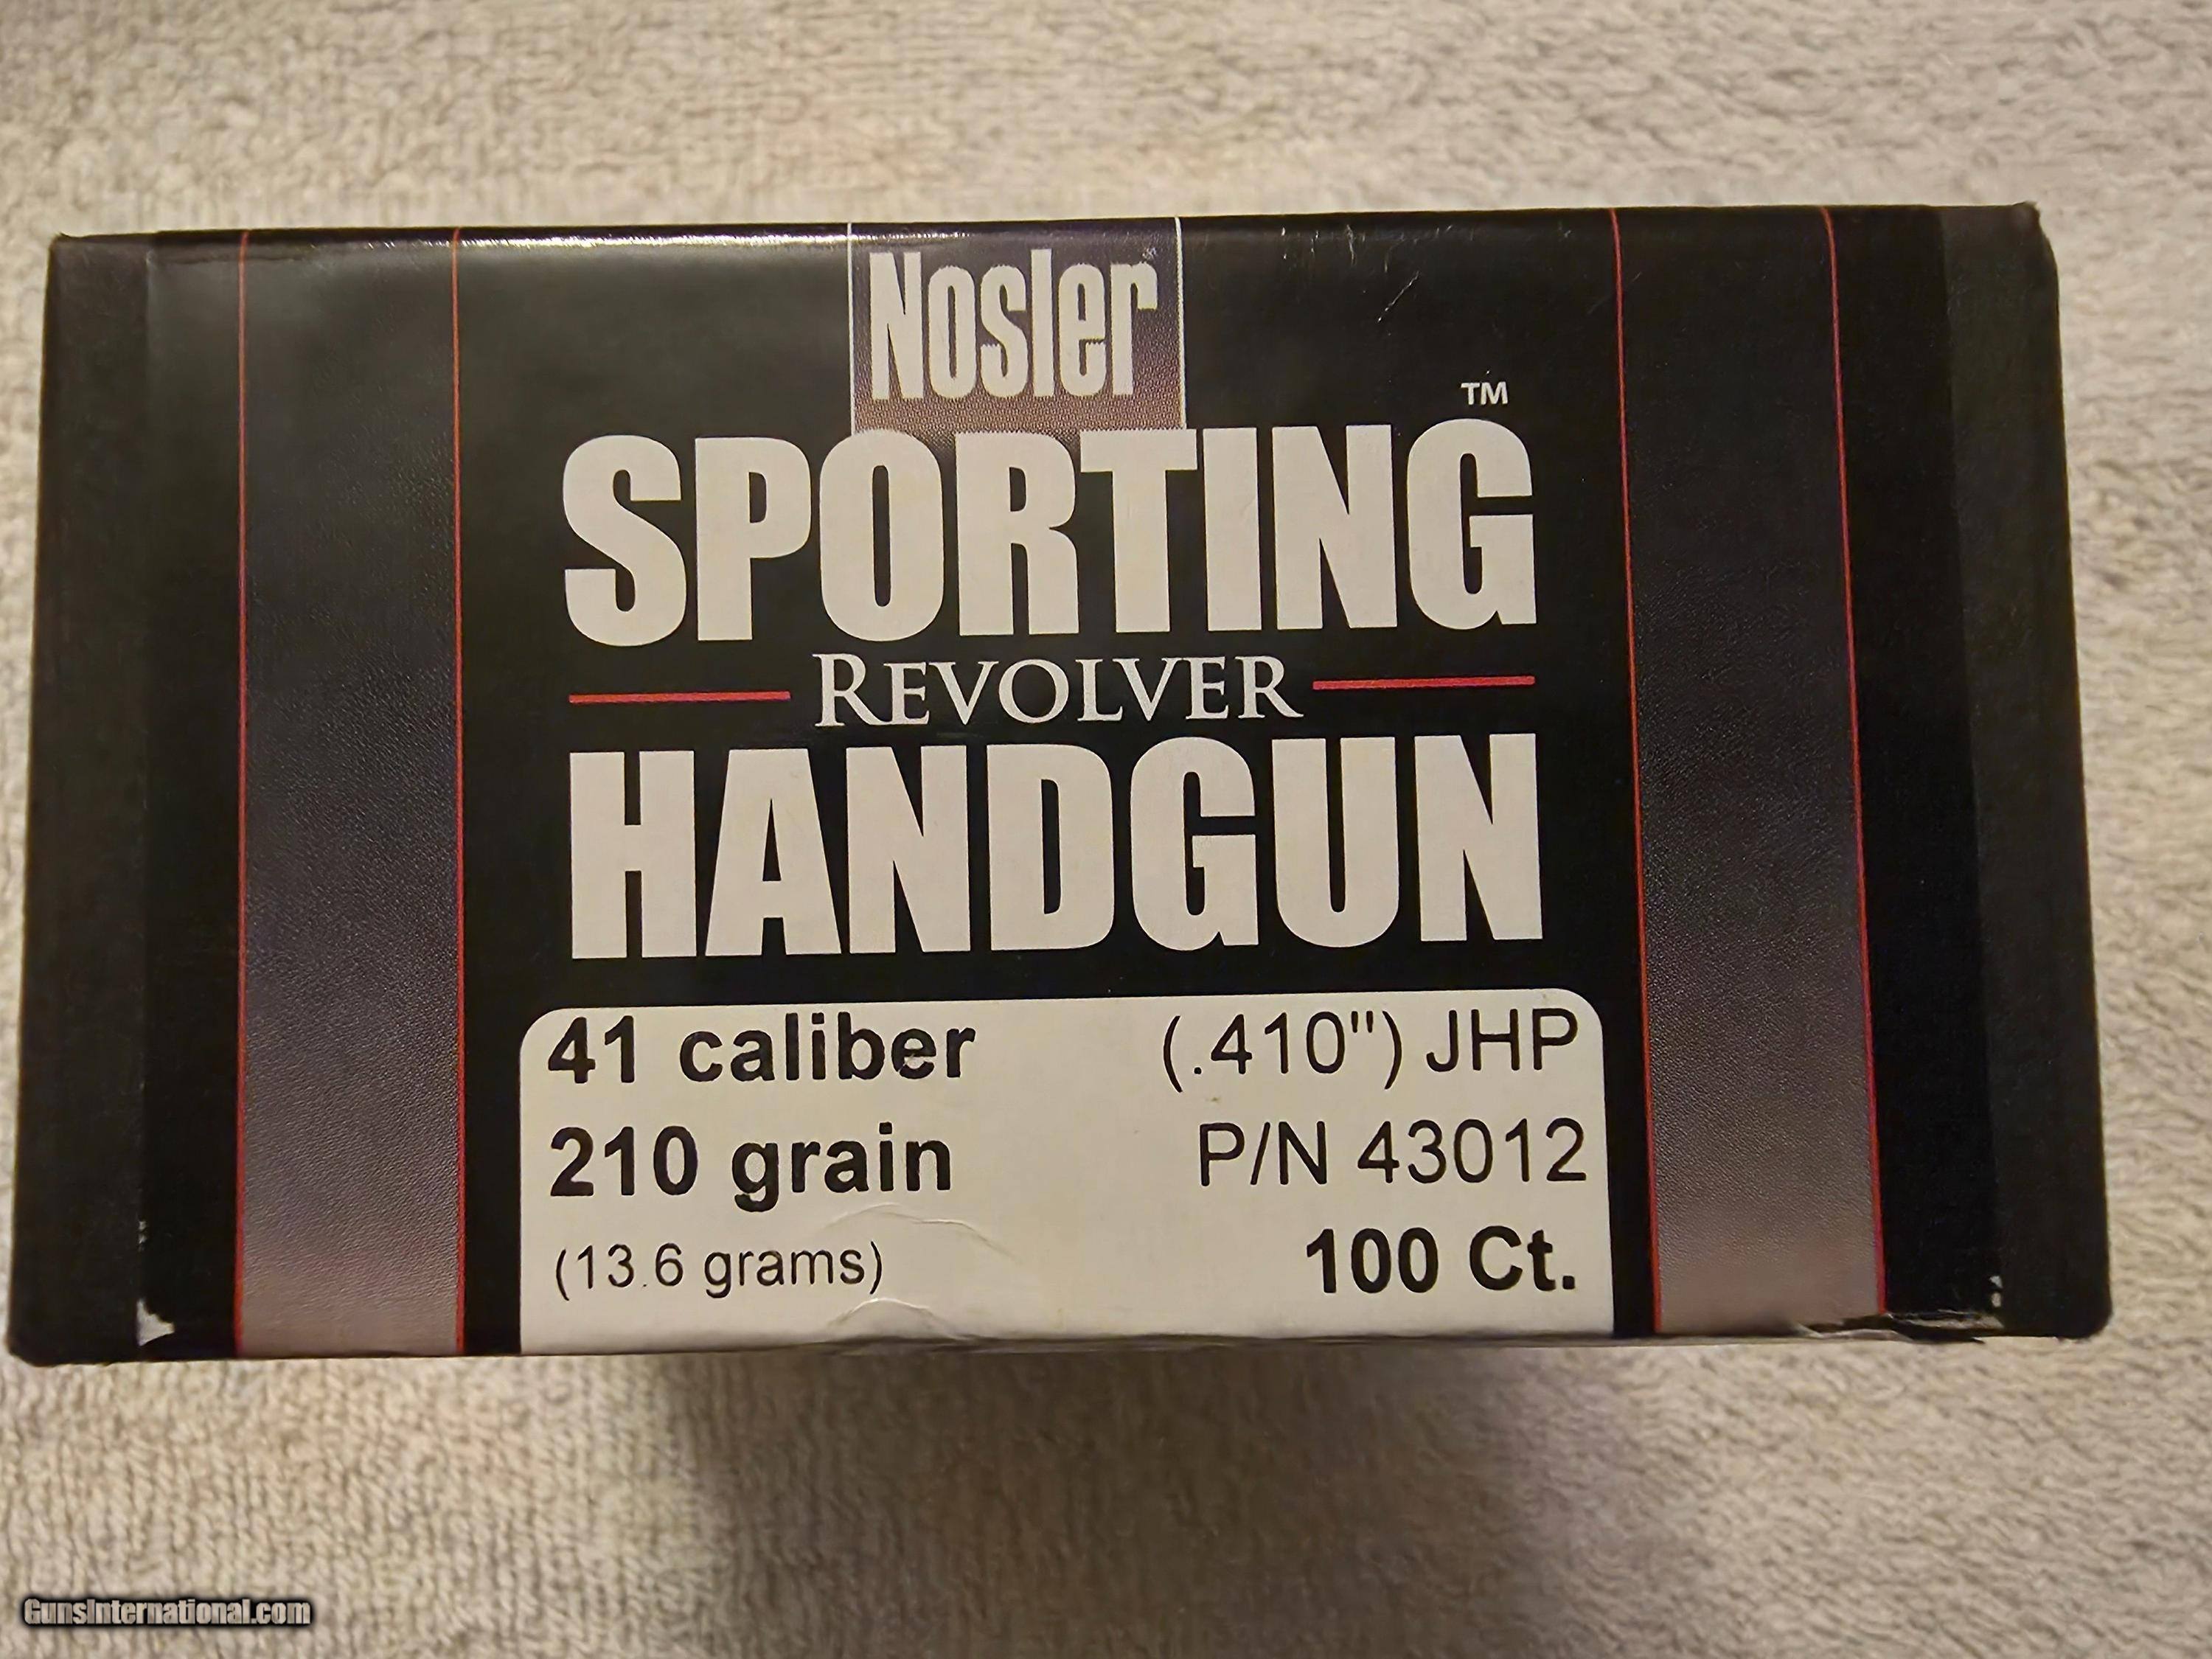 Nosler
™
SPORTING
REVOLVER
HANDGUN
41 caliber (.410") JHP
210 grain P/N 43012
(13.6 grams) 100 Ct.
GunsInternational.com